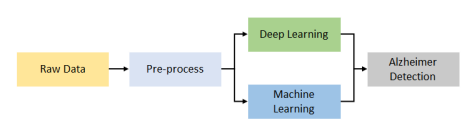 Raw Data
Pre-process
Deep Learning
Machine
Learning
Alzheimer
Detection